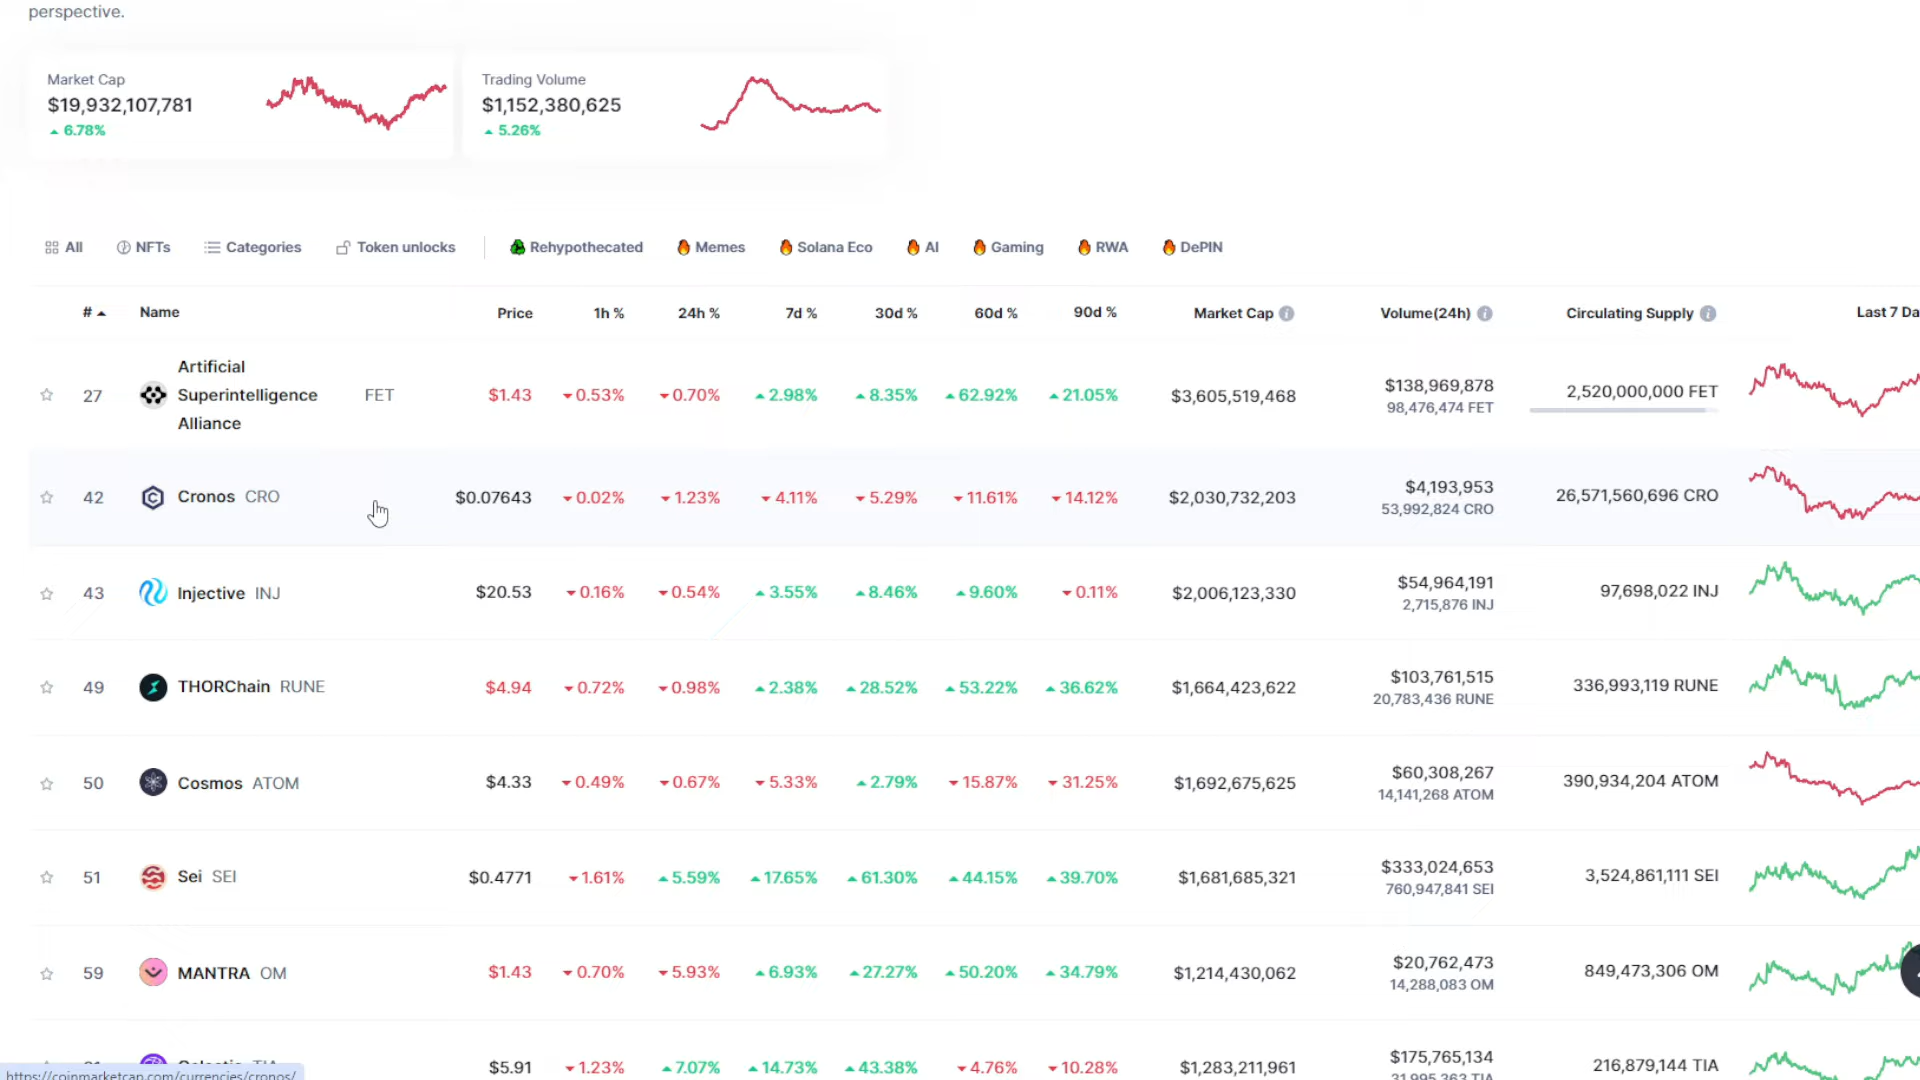 perspective.
Market Cap
$19,932,107,781
6.78%
Trading Volume
$1,152,380,625
5.26%
All NFTs Categories Token unlocks Rehypothecated Memes Solana Eco AI Gaming RWA DePIN
# Name Price 1h % 24h % 7d % 30d % 60d % 90d % Market Cap Volume(24h) Circulating Supply Last 7 Da
27 Artificial Superintelligence Alliance FET $1.43 0.53% 0.70% 2.98% 8.35% 62.92% 21.05% $3,605,519,468 $138,969,878 2,520,000,000 FET
98,476,474 FET
42 Cronos CRO $0.07643 0.02% 1.23% 4.11% 5.29% 11.61% 14.12% $2,030,732,203 $4,193,953 26,571,560,696 CRO
53,992,824 CRO
43 Injective INJ $20.53 0.16% 0.54% 3.55% 8.46% 9.60% 0.11% $2,006,123,330 $54,964,191 97,698,022 INJ
2,715,876 INJ
49 THORChain RUNE $4.94 0.72% 0.98% 2.38% 28.52% 53.22% 36.62% $1,664,423,622 $103,761,515 336,993,119 RUNE
20,783,436 RUNE
50 Cosmos ATOM $4.33 0.49% 0.67% 5.33% 2.79% 15.87% 31.25% $1,692,675,625 $60,308,267 390,934,204 ATOM
14,141,268 ATOM
51 Sei SEI $0.4771 1.61% 5.59% 17.65% 61.30% 44.15% 39.70% $1,681,685,321 $333,024,653 3,524,861,111 SEI
760,947,841 SEI
59 MANTRA OM $1.43 0.70% 5.93% 6.93% 27.27% 50.20% 34.79% $1,214,430,062 $20,762,473 849,473,306 OM
14,288,083 OM
$5.91 1.23% 7.07% 14.73% 43.38% 4.76% 10.28% $1,283,211,961 $175,765,134 216,879,144 TIA
https://coinmarketcap.com/currencies/cronos/